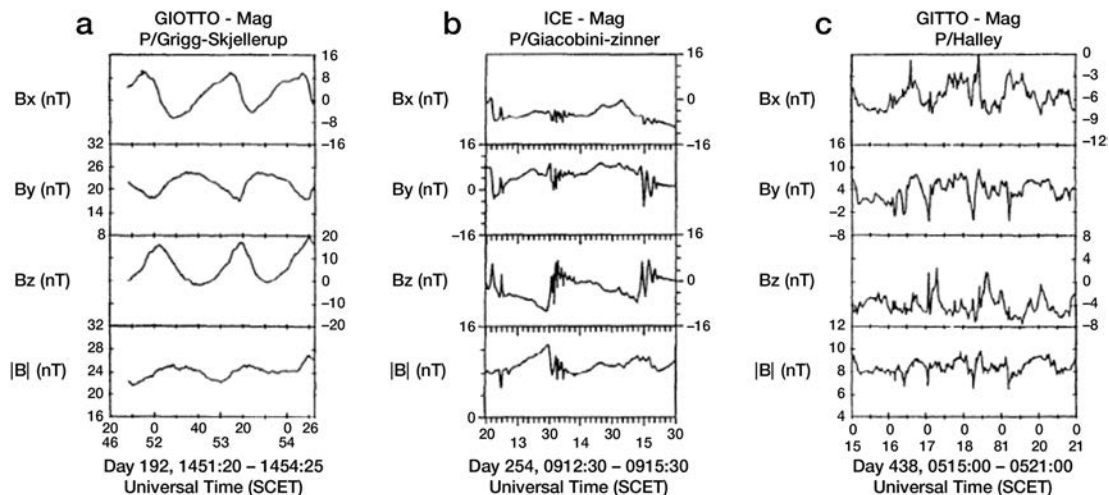 a
GIOTTO - Mag
P/Grigg-Skjellerup
Bx (nT)
16
8
0
−8
−16
32
By (nT)
26
20
14
8
Bz (nT)
20
10
0
−10
−20
32
|B| (nT)
28
24
20
16
20 0 0 0 26
46 52 53 54
Day 192, 1451:20 – 1454:25
Universal Time (SCET)
b
ICE - Mag
P/Giacobini-zinner
Bx (nT)
16
8
0
−8
−16
16
By (nT)
0
−16
Bz (nT)
16
0
−16
16
|B| (nT)
0
20 30 30 30
13 14 15
Day 254, 0912:30 – 0915:30
Universal Time (SCET)
c
GITTO - Mag
P/Halley
Bx (nT)
0
−3
−6
−9
−12
16
By (nT)
10
4
−2
−8
Bz (nT)
8
4
0
−4
−8
12
|B| (nT)
10
8
6
4
0 0 0 0 0 0
15 16 17 18 81 20 21
Day 438, 0515:00 – 0521:00
Universal Time (SCET)